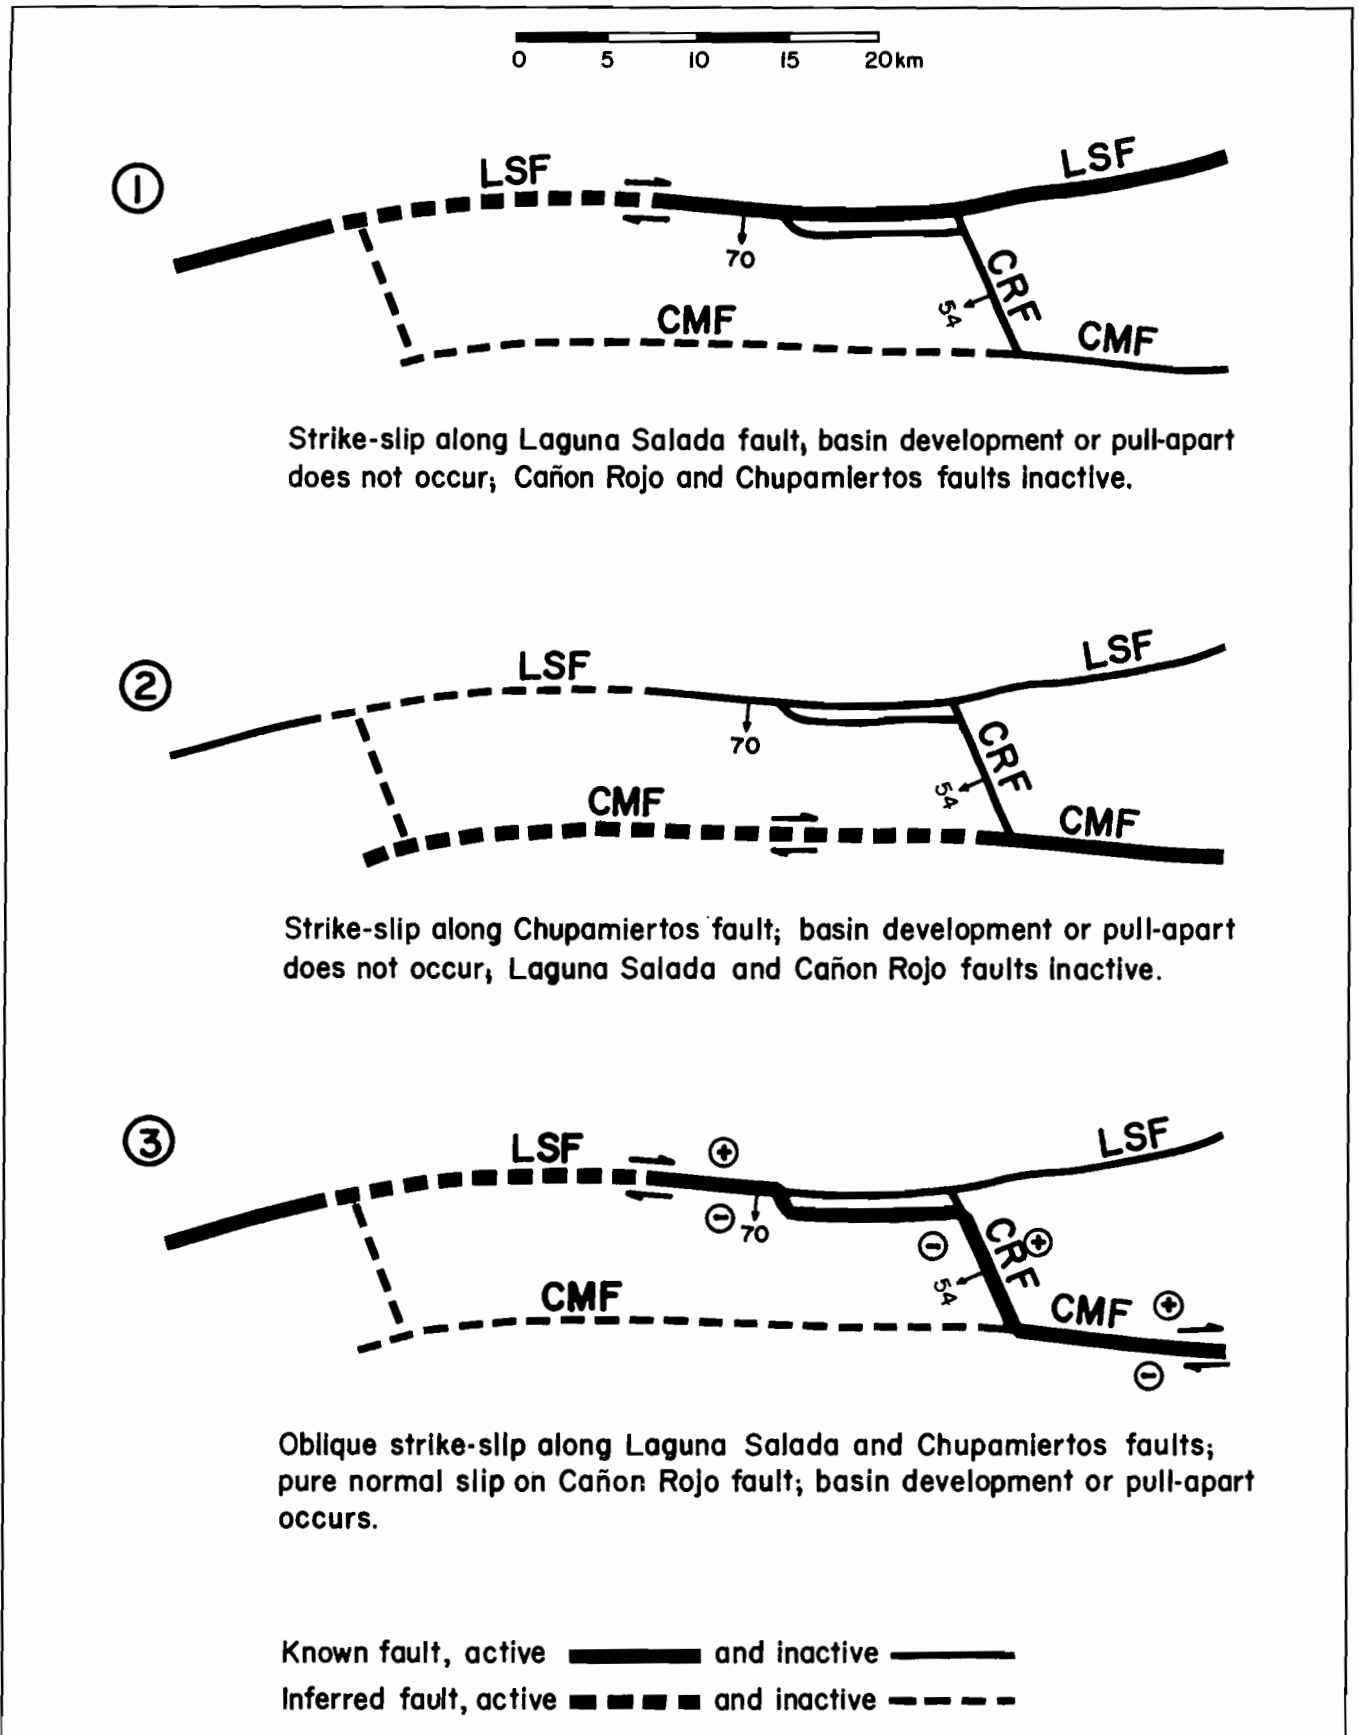 0 5 10 15 20km
1
LSF
LSF
70
CRF
54
CMF
CMF
Strike-slip along Laguna Salada fault, basin development or pull-apart
does not occur; Cañon Rojo and Chupamiertos faults inactive.
2
LSF
LSF
70
CRF
54
CMF
CMF
Strike-slip along Chupamiertos fault; basin development or pull-apart
does not occur, Laguna Salada and Cañon Rojo faults inactive.
3
LSF
LSF
+
−
70
−
CRF
+
54
CMF
CMF
+
−
Oblique strike-slip along Laguna Salada and Chupamiertos faults;
pure normal slip on Cañon Rojo fault; basin development or pull-apart
occurs.
Known fault, active and inactive
Inferred fault, active and inactive